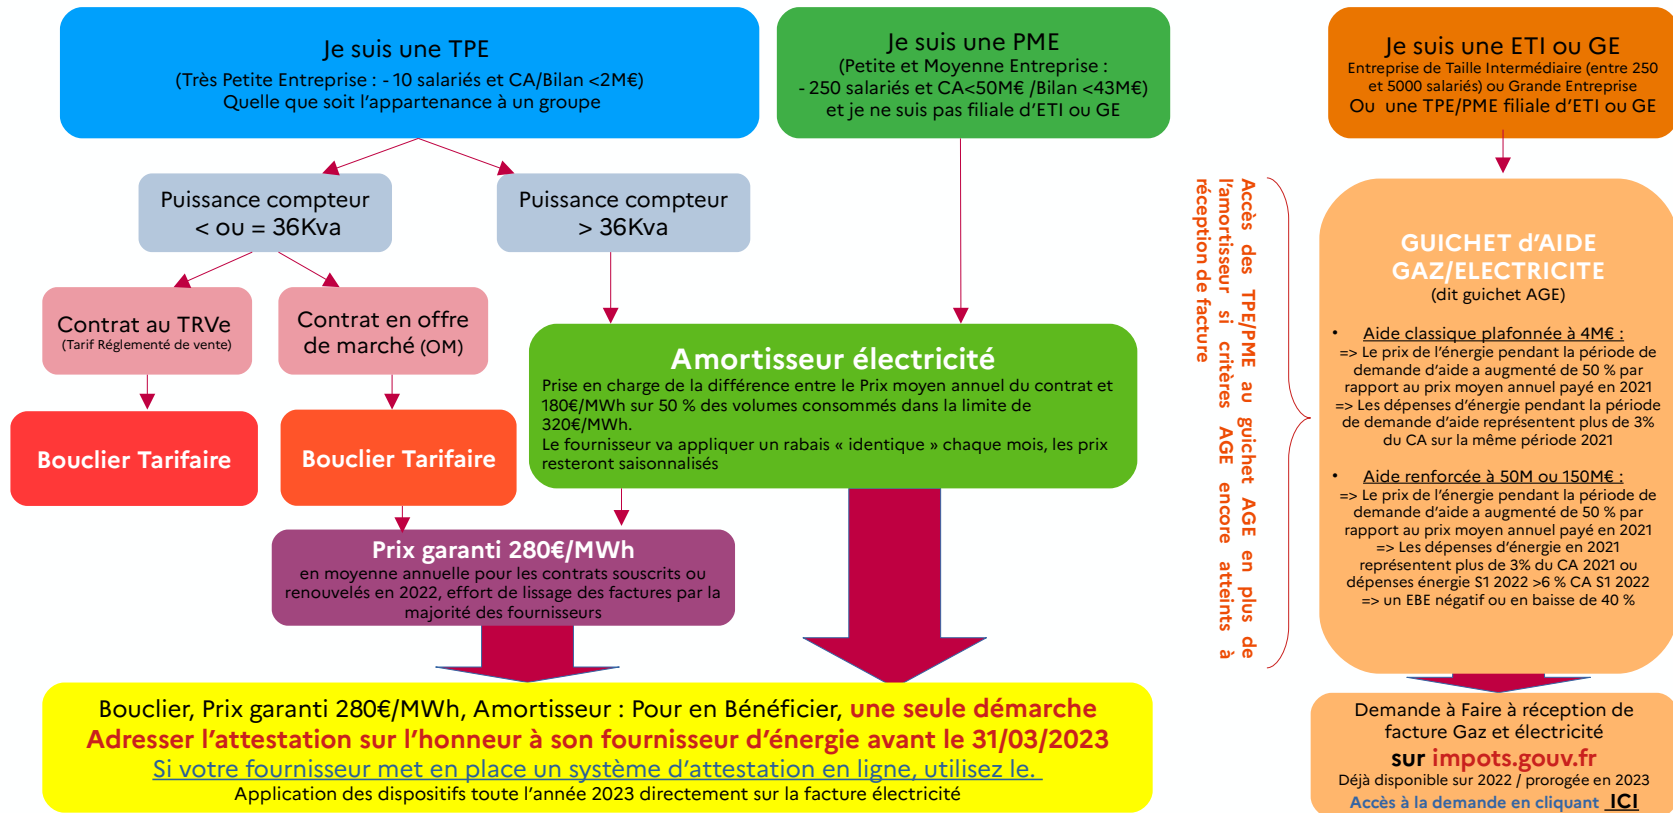 Je suis une TPE
(Très Petite Entreprise : - 10 salariés et CA/Bilan <2M€)
Quelle que soit l'appartenance à un groupe
Je suis une PME
(Petite et Moyenne Entreprise :
- 250 salariés et CA<50M€ /Bilan <43M€)
et je ne suis pas filiale d'ETI ou GE
Je suis une ETI ou GE
Entreprise de Taille Intermédiaire (entre 250
et 5000 salariés) ou Grande Entreprise
Ou une TPE/PME filiale d'ETI ou GE
Puissance compteur
< ou = 36Kva
Puissance compteur
> 36Kva
Contrat au TRVe
(Tarif Réglementé de vente)
Contrat en offre
de marché (OM)
Bouclier Tarifaire
Bouclier Tarifaire
Amortisseur électricité
Prise en charge de la différence entre le Prix moyen annuel du contrat et
180€/MWh sur 50 % des volumes consommés dans la limite de
320€/MWh.
Le fournisseur va appliquer un rabais « identique » chaque mois, les prix
resteront saisonnalisés
Prix garanti 280€/MWh
en moyenne annuelle pour les contrats souscrits ou
renouvelés en 2022, effort de lissage des factures par la
majorité des fournisseurs
Accès des TPE/PME au guichet AGE en plus de
l'amortisseur si critères AGE encore atteints à
réception de facture
GUICHET d'AIDE
GAZ/ELECTRICITE
(dit guichet AGE)
• Aide classique plafonnée à 4M€ :
=> Le prix de l'énergie pendant la période de
demande d'aide a augmenté de 50 % par
rapport au prix moyen annuel payé en 2021
=> Les dépenses d'énergie pendant la période
de demande d'aide représentent plus de 3%
du CA sur la même période 2021
• Aide renforcée à 50M ou 150M€ :
=> Le prix de l'énergie pendant la période de
demande d'aide a augmenté de 50 % par
rapport au prix moyen annuel payé en 2021
=> Les dépenses d'énergie en 2021
représentent plus de 3% du CA 2021 ou
dépenses énergie S1 2022 >6 % CA S1 2022
=> un EBE négatif ou en baisse de 40 %
Bouclier, Prix garanti 280€/MWh, Amortisseur : Pour en Bénéficier, une seule démarche
Adresser l'attestation sur l'honneur à son fournisseur d'énergie avant le 31/03/2023
Si votre fournisseur met en place un système d'attestation en ligne, utilisez le.
Application des dispositifs toute l'année 2023 directement sur la facture électricité
Demande à Faire à réception de
facture Gaz et électricité
sur impots.gouv.fr
Déjà disponible sur 2022 / prorogée en 2023
Accès à la demande en cliquant ICI